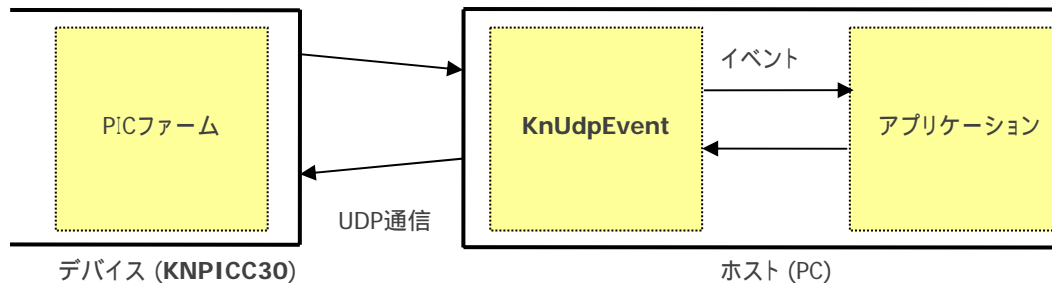 イベント
PICファーム
KnUdpEvent
アプリケーション
UDP通信
デバイス (KNPICC30)
ホスト (PC)